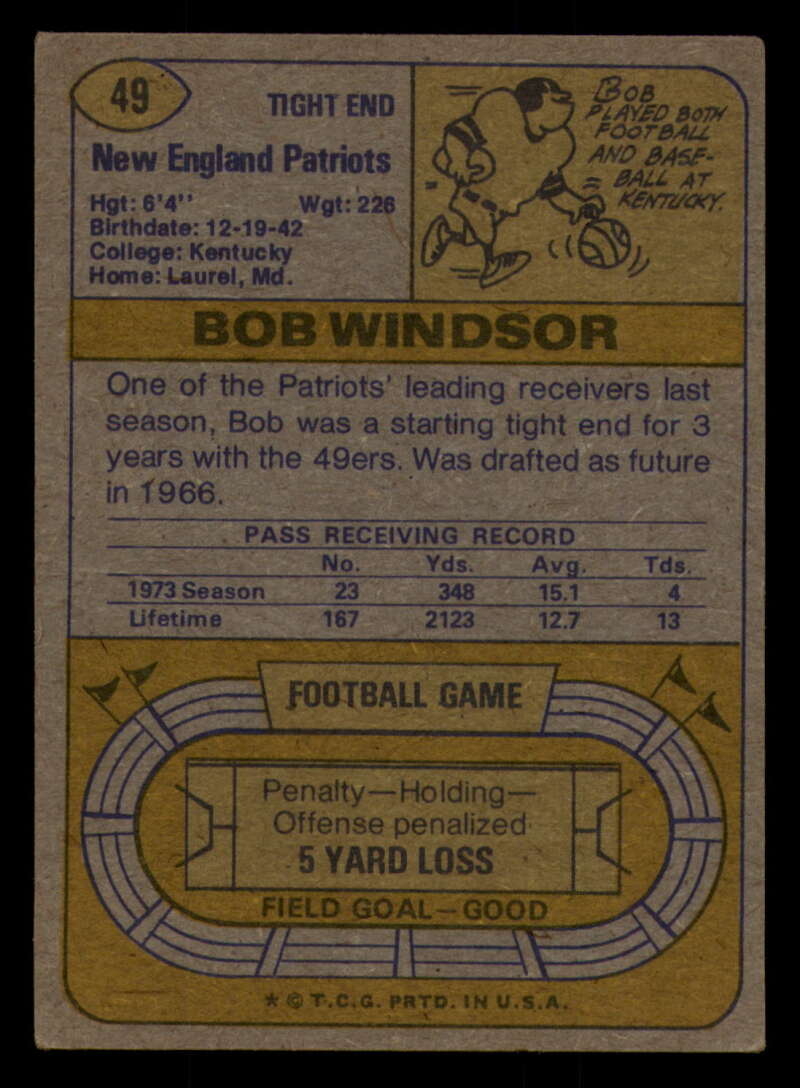 49
TIGHT END
New England Patriots
Hgt: 6'4'' Wgt: 226
Birthdate: 12-19-42
College: Kentucky
Home: Laurel, Md.
BOB
PLAYED BOTH
FOOTBALL
AND BASE-
BALL AT
KENTUCKY.
BOB WINDSOR
One of the Patriots' leading receivers last
season, Bob was a starting tight end for 3
years with the 49ers. Was drafted as future
in 1966.
PASS RECEIVING RECORD
No. Yds. Avg. Tds.
1973 Season 23 348 15.1 4
Lifetime 167 2123 12.7 13
FOOTBALL GAME
Penalty—Holding—
Offense penalized
5 YARD LOSS
FIELD GOAL—GOOD
* © T.C.G. PRTD. IN U.S.A.